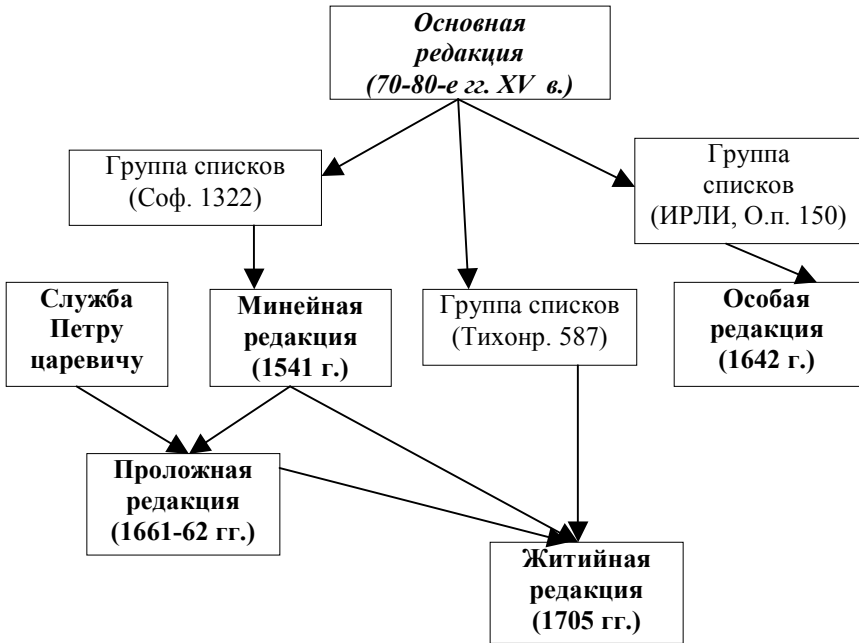 Основная
редакция
(70-80-е гг. XV в.)
Группа списков
(Соф. 1322)
Группа
списков
(ИРЛИ, О.п. 150)
Служба
Петру
царевичу
Минейная
редакция
(1541 г.)
Группа списков
(Тихонр. 587)
Особая
редакция
(1642 г.)
Проложная
редакция
(1661-62 гг.)
Житийная
редакция
(1705 гг.)